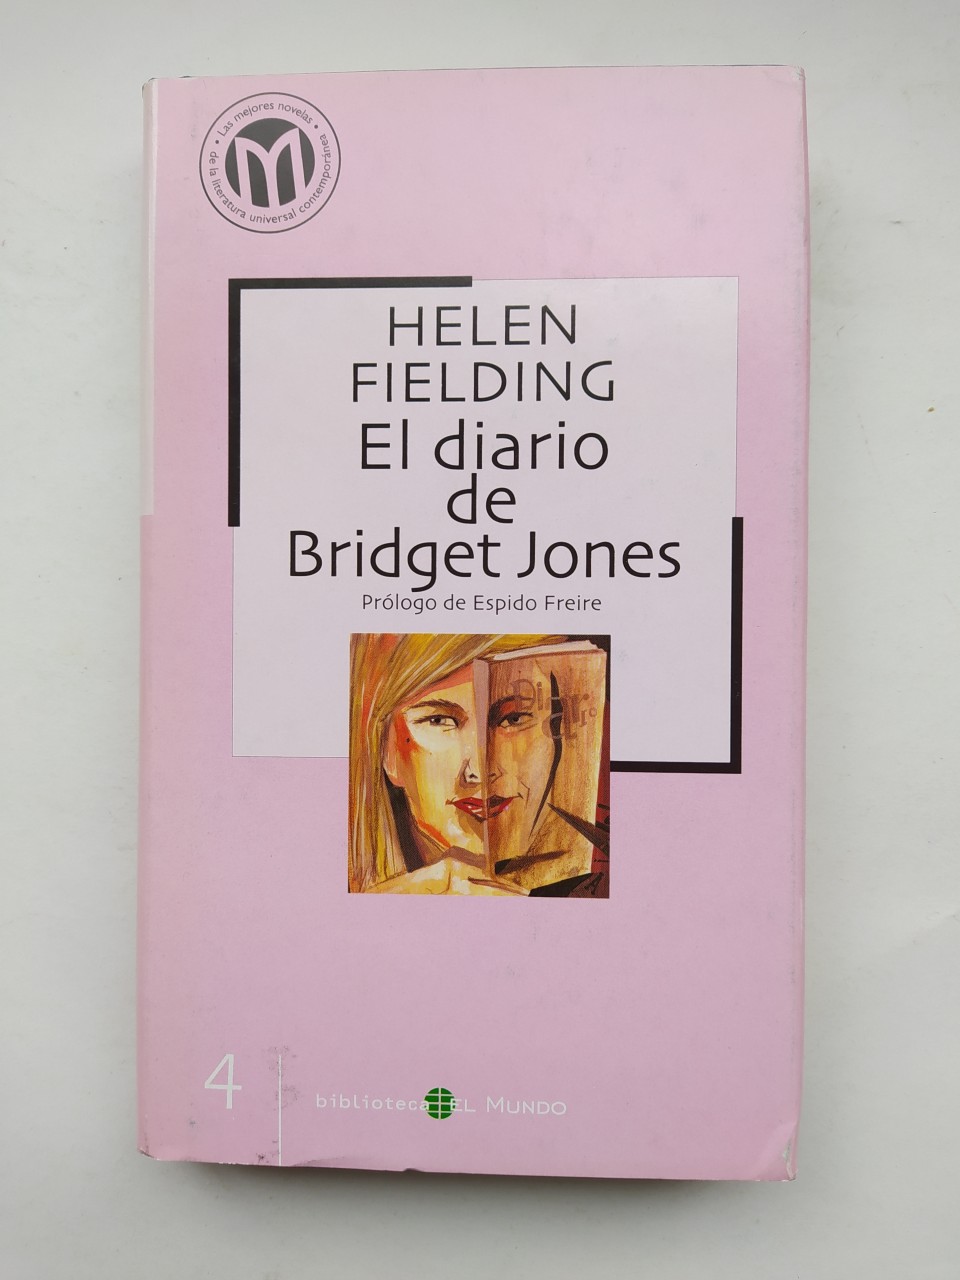 • Las mejores novelas •
de la literatura universal contemporánea
M
HELEN
FIELDING
El diario
de
Bridget Jones
Prólogo de Espido Freire
Diario
4
biblioteca EL MUNDO